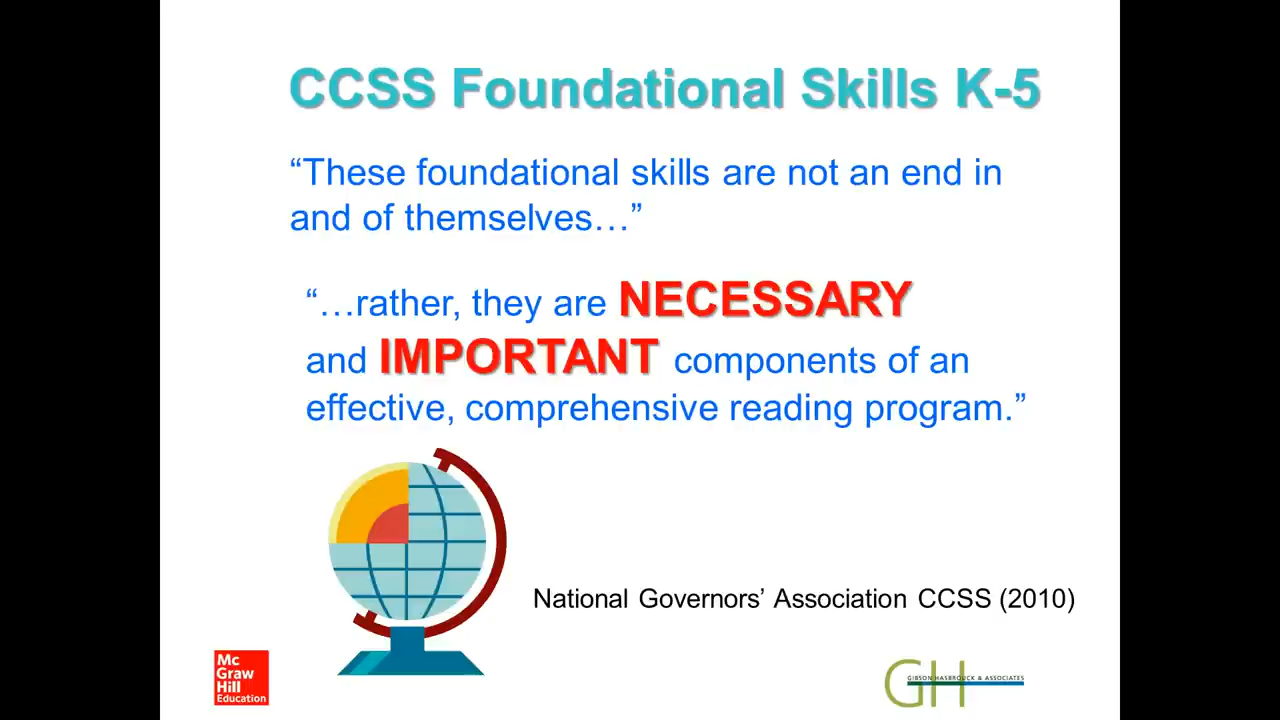 CCSS Foundational Skills K-5
“These foundational skills are not an end in
and of themselves…”
“…rather, they are NECESSARY
and IMPORTANT components of an
effective, comprehensive reading program.”
National Governors’ Association CCSS (2010)
Mc
Graw
Hill
Education
GH
GIBSON HASBROUCK & ASSOCIATES